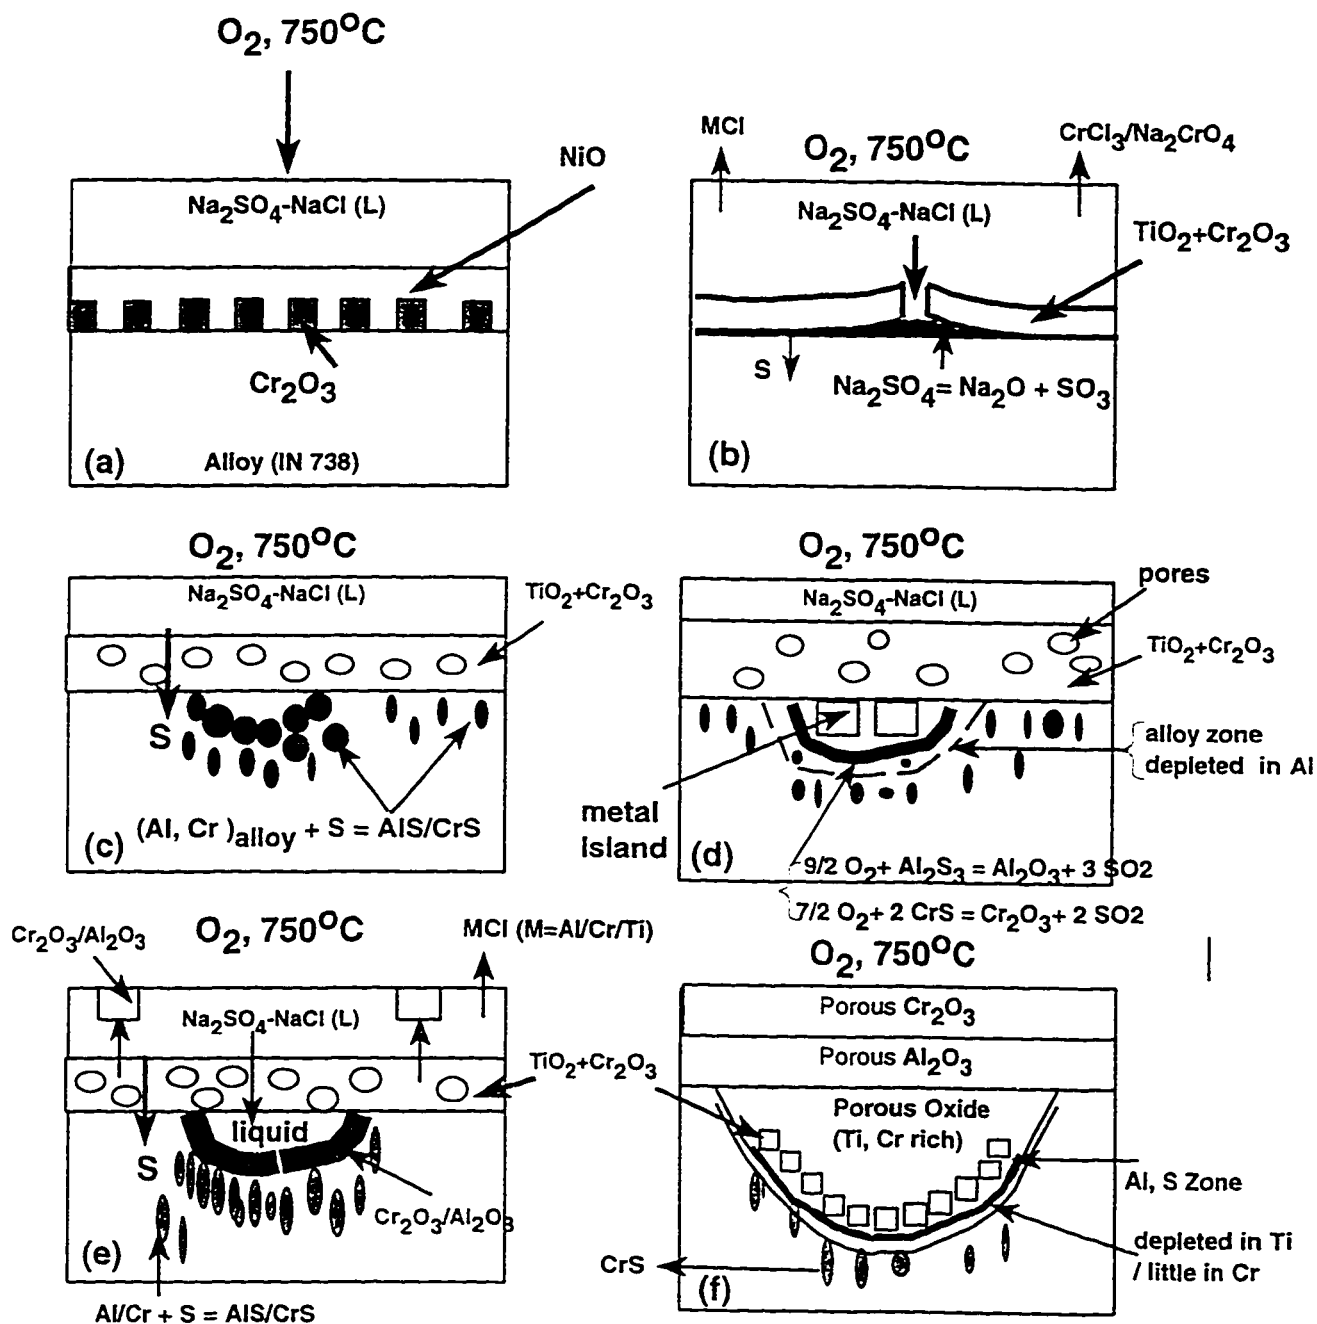 O₂, 750°C
NiO
Na₂SO₄-NaCl (L)
Cr₂O₃
(a)
Alloy (IN 738)
MCl
O₂, 750°C
CrCl₃/Na₂CrO₄
Na₂SO₄-NaCl (L)
TiO₂+Cr₂O₃
S
Na₂SO₄= Na₂O + SO₃
(b)
O₂, 750°C
Na₂SO₄-NaCl (L)
TiO₂+Cr₂O₃
S
(Al, Cr )alloy + S = AlS/CrS
(c)
O₂, 750°C
pores
Na₂SO₄-NaCl (L)
TiO₂+Cr₂O₃
alloy zone
depleted in Al
metal
island
(d)
9/2 O₂+ Al₂S₃ = Al₂O₃+ 3 SO2
7/2 O₂+ 2 CrS = Cr₂O₃+ 2 SO2
Cr₂O₃/Al₂O₃
O₂, 750°C
MCl (M=Al/Cr/Ti)
Na₂SO₄-NaCl (L)
TiO₂+Cr₂O₃
liquid
S
Cr₂O₃/Al₂O₃
(e)
Al/Cr + S = AlS/CrS
O₂, 750°C
Porous Cr₂O₃
Porous Al₂O₃
Porous Oxide
(Ti, Cr rich)
Al, S Zone
depleted in Ti
/ little in Cr
CrS
(f)